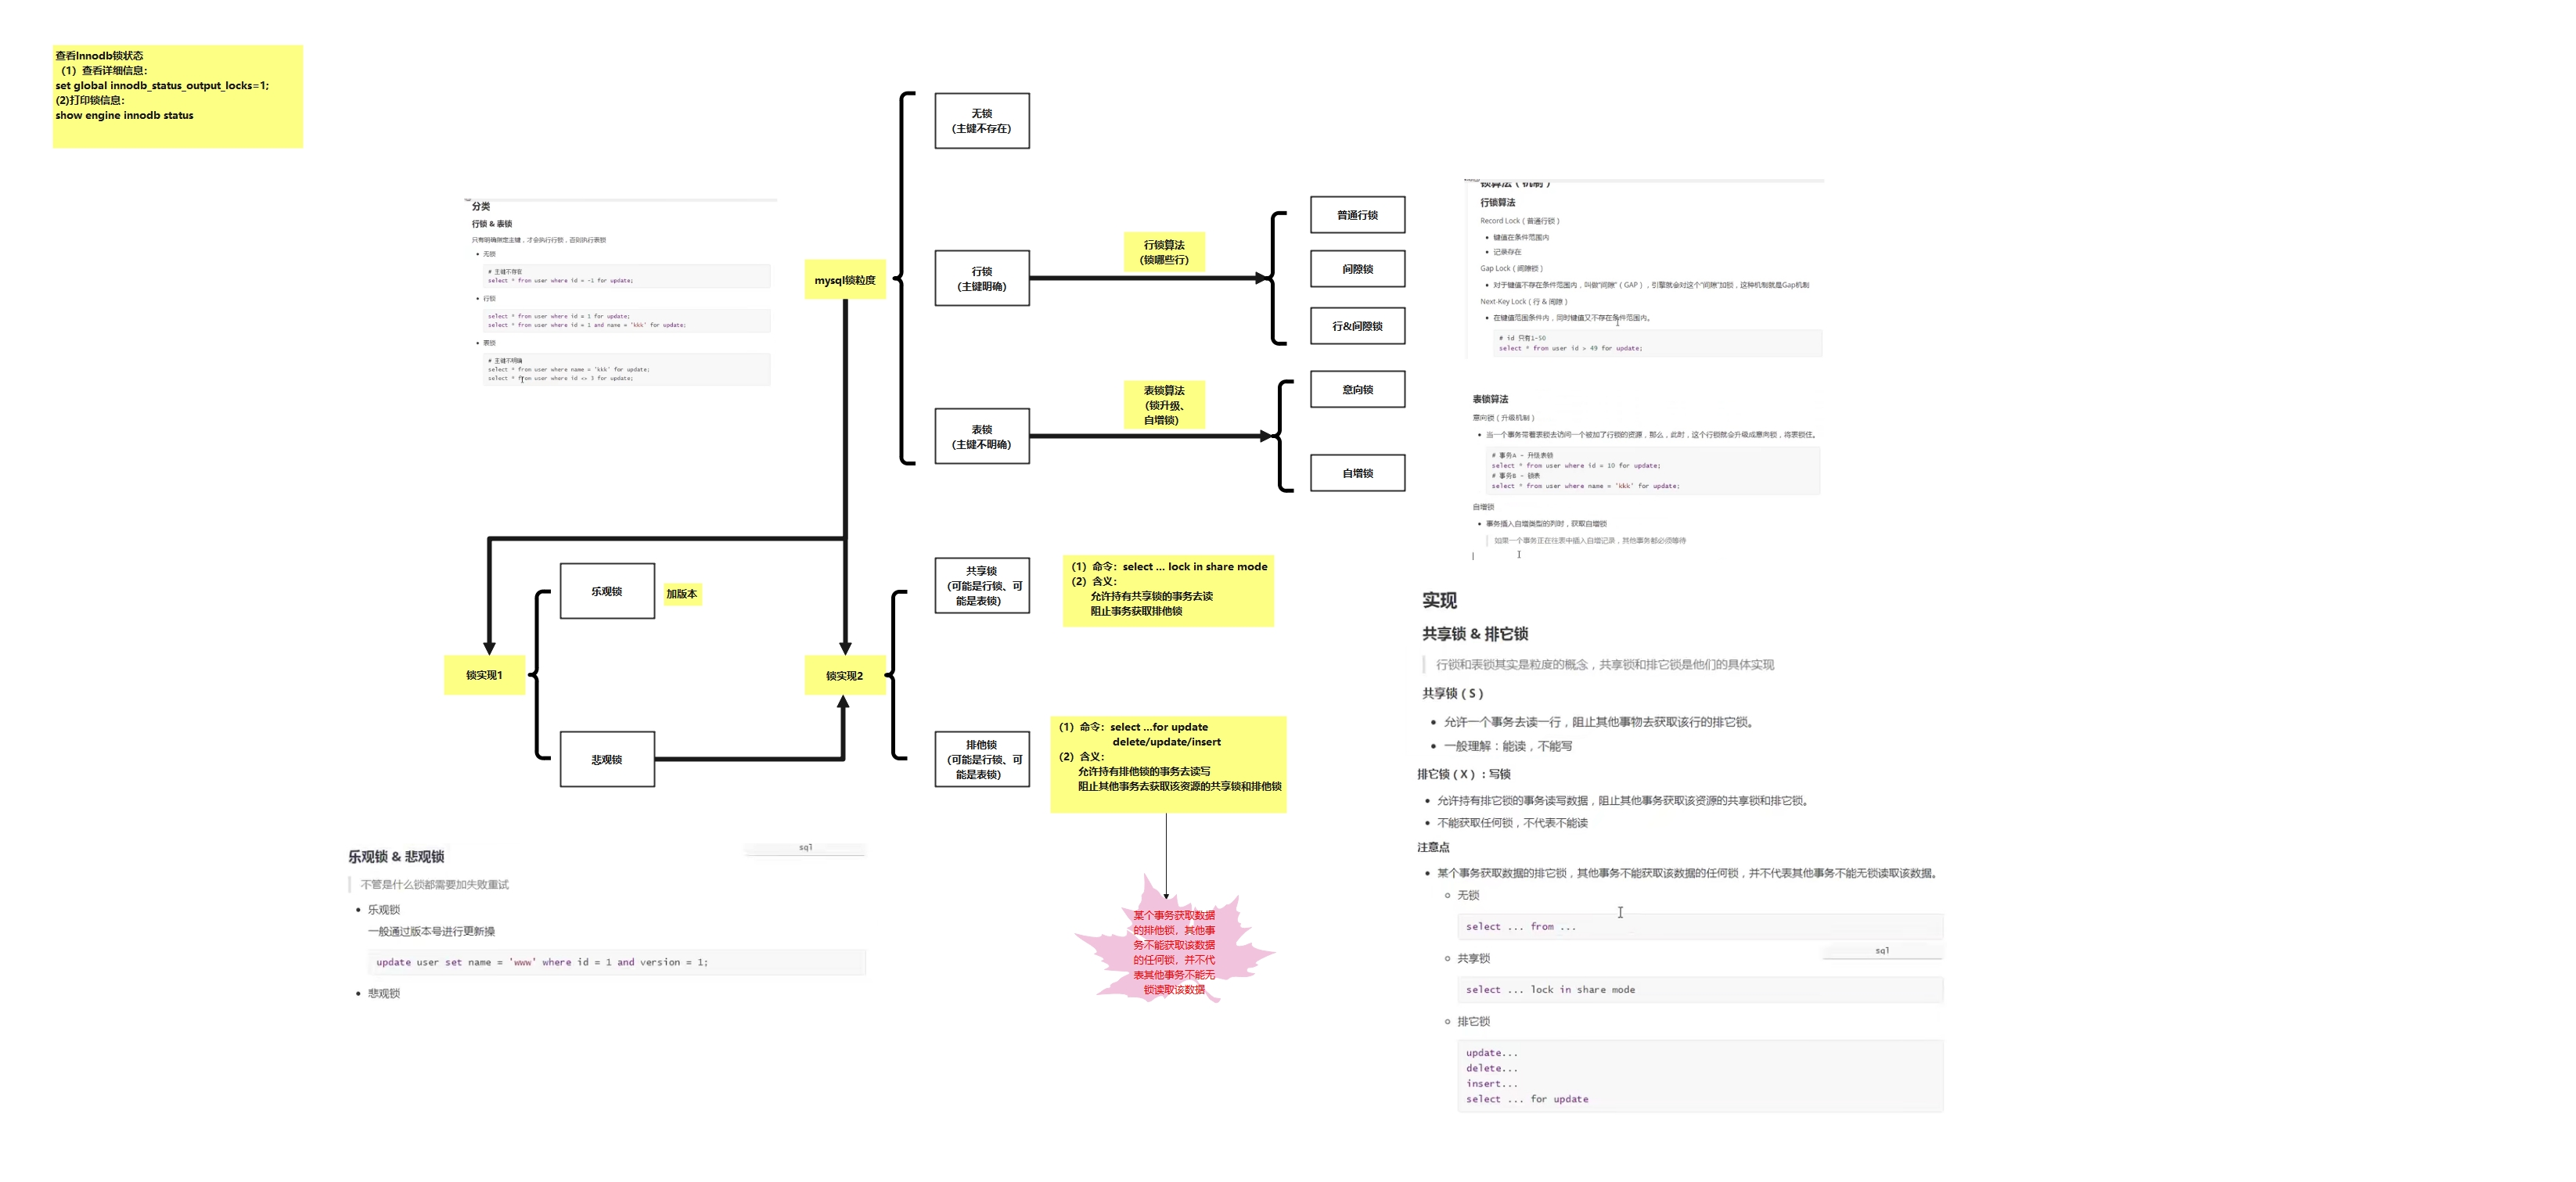 查看Innodb锁状态
（1）查看详细信息：
set global innodb_status_output_locks=1;
(2)打印锁信息：
show engine innodb status
分类
行锁 & 表锁
只有明确指定主键，才会执行行锁，否则执行表锁
• 无锁
# 主键不存在
select * from user where id = -1 for update;
• 行锁
select * from user where id = 1 for update;
select * from user where id = 1 and name = 'kkk' for update;
• 表锁
# 主键不明确
select * from user where name = 'kkk' for update;
select * from user where id <> 3 for update;
mysql锁粒度
无锁
(主键不存在)
行锁
(主键明确)
表锁
(主键不明确)
行锁算法
(锁哪些行)
普通行锁
间隙锁
行&间隙锁
表锁算法
(锁升级、
自增锁)
意向锁
自增锁
锁算法（机制）
行锁算法
Record Lock（普通行锁）
• 键值在条件范围内
• 记录存在
Gap Lock（间隙锁）
• 对于键值不存在条件范围内，叫做“间隙”（GAP），引擎就会对这个“间隙”加锁，这种机制就是Gap机制
Next-Key Lock（行 & 间隙）
• 在键值范围条件内，同时键值又不存在条件范围内。
# id 只有1-50
select * from user id > 49 for update;
表锁算法
意向锁（升级机制）
• 当一个事务带着表锁去访问一个被加了行锁的资源，那么，此时，这个行锁就会升级成意向锁，将表锁住。
# 事务A - 升级表锁
select * from user where id = 10 for update;
# 事务B - 锁表
select * from user where name = 'kkk' for update;
自增锁
• 事务插入自增类型的列时，获取自增锁
如果一个事务正在往表中插入自增记录，其他事务都必须等待
锁实现1
乐观锁
加版本
悲观锁
锁实现2
共享锁
(可能是行锁、可
能是表锁)
排他锁
(可能是行锁、可
能是表锁)
（1）命令：select ... lock in share mode
（2）含义：
允许持有共享锁的事务去读
阻止事务获取排他锁
（1）命令：select ...for update
delete/update/insert
（2）含义：
允许持有排他锁的事务去读写
阻止其他事务去获取该资源的共享锁和排他锁
某个事务获取数据
的排他锁，其他事
务不能获取该数据
的任何锁，并不代
表其他事务不能无
锁读取该数据
乐观锁 & 悲观锁
sql
不管是什么锁都需要加失败重试
• 乐观锁
一般通过版本号进行更新操
update user set name = 'www' where id = 1 and version = 1;
• 悲观锁
实现
共享锁 & 排它锁
行锁和表锁其实是粒度的概念，共享锁和排它锁是他们的具体实现
共享锁（S）
• 允许一个事务去读一行，阻止其他事物去获取该行的排它锁。
• 一般理解：能读，不能写
排它锁（X）：写锁
• 允许持有排它锁的事务读写数据，阻止其他事务获取该资源的共享锁和排它锁。
• 不能获取任何锁，不代表不能读
注意点
• 某个事务获取数据的排它锁，其他事务不能获取该数据的任何锁，并不代表其他事务不能无锁读取该数据。
○ 无锁
select ... from ...
sql
○ 共享锁
select ... lock in share mode
○ 排它锁
update...
delete...
insert...
select ... for update